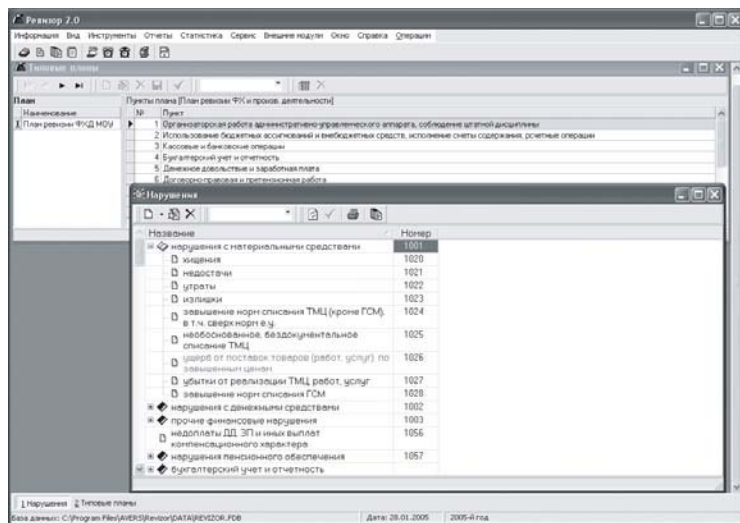 Ревизор 2.0
Информация Вид Инструменты Отчеты Статистика Сервис Внешние модули Окно Справка Операции
Типовые планы
План
Пункты плана [План ревизии ФХ и произв. деятельности]
Наименование
№ Пункт
План ревизии ФХД МОУ
1 Организаторская работа административно-управленческого аппарата, соблюдение штатной дисциплины
2 Использование бюджетных ассигнований и внебюджетных средств, исполнение сметы содержания, расчетные операции
3 Кассовые и банковские операции
4 Бухгалтерский учет и отчетность
5 Денежное довольствие и заработная плата
6 Договорно-правовая и претензионная работа
Нарушения
Название Номер
нарушения с материальными средствами 1001
хищения 1020
недостачи 1021
утраты 1022
излишки 1023
завышение норм списания ТМЦ (кроме ГСМ), 1024
в т.ч. сверх норм е.у.
необоснованное, бездокументальное 1025
списание ТМЦ
ущерб от поставок товаров (работ, услуг) по 1026
завышенным ценам
убытки от реализации ТМЦ, работ, услуг 1027
завышение норм списания ГСМ 1028
нарушения с денежными средствами 1002
прочие финансовые нарушения 1003
недоплаты ДД, ЗП и иных выплат 1056
компенсационного характера
нарушения пенсионного обеспечения 1057
бухгалтерский учет и отчетность
1 Нарушения 2 Типовые планы
База данных: C:\Program Files\AVERS\Revizor\DATA\REVIZOR.FDB Дата: 28.01.2005 2005-й год